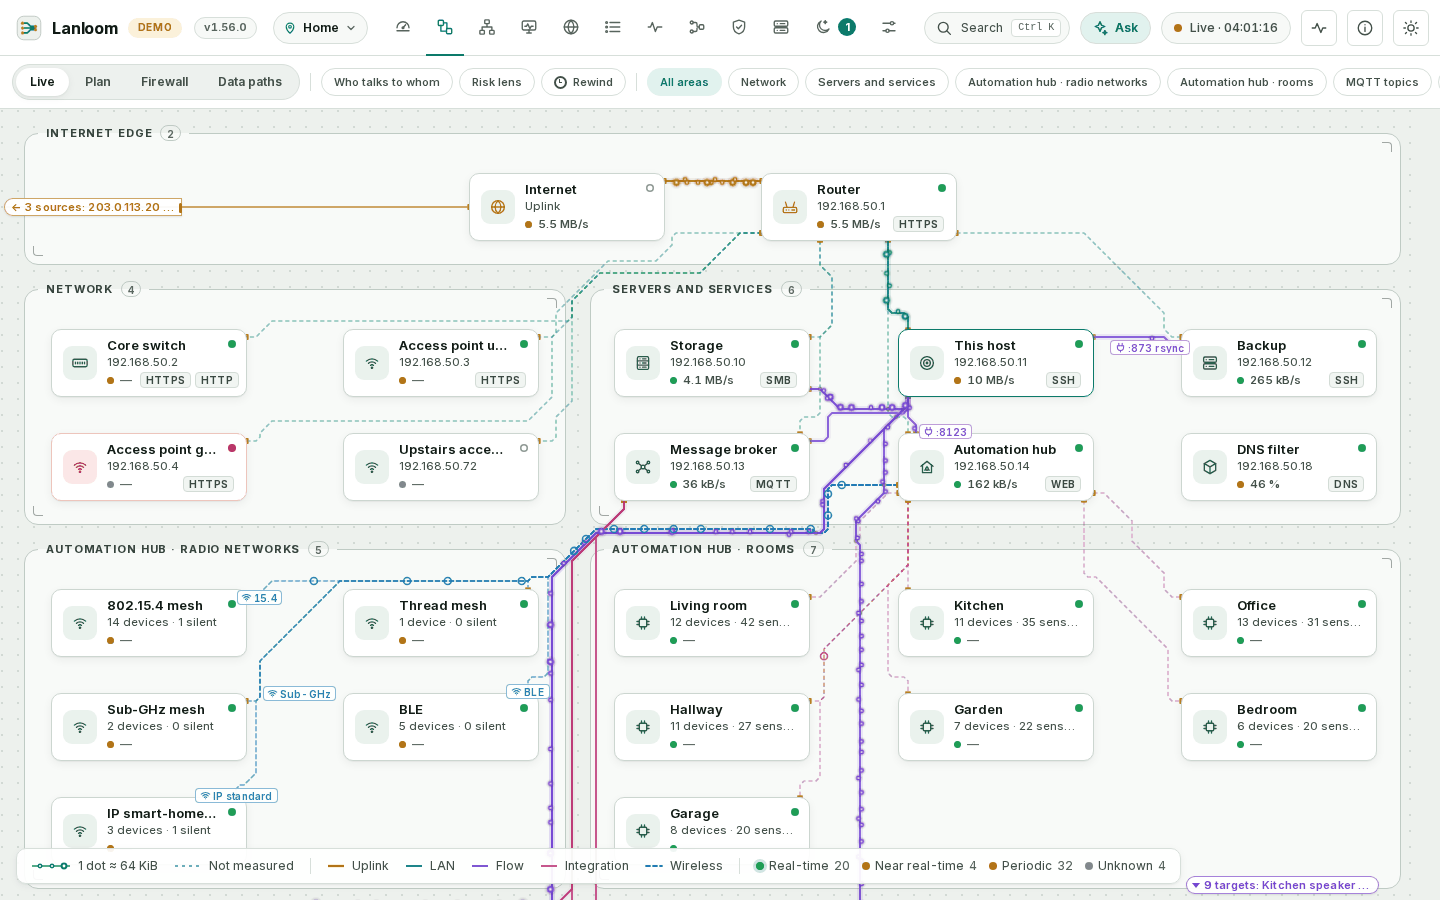 Lanloom DEMO v1.56.0 Home 1 Search Ctrl K Ask Live · 04:01:16
Live Plan Firewall Data paths Who talks to whom Risk lens Rewind All areas Network Servers and services Automation hub · radio networks Automation hub · rooms MQTT topics
INTERNET EDGE 2
Internet
Uplink
5.5 MB/s
Router
192.168.50.1
5.5 MB/s HTTPS
← 3 sources: 203.0.113.20 ...
NETWORK 4
Core switch
192.168.50.2
— HTTPS HTTP
Access point u...
192.168.50.3
— HTTPS
Access point g...
192.168.50.4
HTTPS
Upstairs acce...
192.168.50.72
—
SERVERS AND SERVICES 6
Storage
192.168.50.10
4.1 MB/s SMB
This host
192.168.50.11
10 MB/s SSH
:873 rsync
Backup
192.168.50.12
265 kB/s SSH
Message broker
192.168.50.13
36 kB/s MQTT
:8123
Automation hub
192.168.50.14
162 kB/s WEB
DNS filter
192.168.50.18
46 % DNS
AUTOMATION HUB · RADIO NETWORKS 5
802.15.4 mesh
14 devices · 1 silent
—
15.4
Thread mesh
1 device · 0 silent
—
Sub-GHz mesh
2 devices · 0 silent
—
Sub-GHz
BLE
5 devices · 0 silent
—
BLE
IP standard
IP smart-home...
3 devices · 1 silent
AUTOMATION HUB · ROOMS 7
Living room
12 devices · 42 sen...
—
Kitchen
11 devices · 35 sens...
—
Office
13 devices · 31 sens...
—
Hallway
11 devices · 27 sens...
—
Garden
7 devices · 22 sens...
—
Bedroom
6 devices · 20 sens...
—
Garage
8 devices · 20 sens...
1 dot ≈ 64 KiB Not measured Uplink LAN Flow Integration Wireless Real-time 20 Near real-time 4 Periodic 32 Unknown 4
9 targets: Kitchen speaker ...